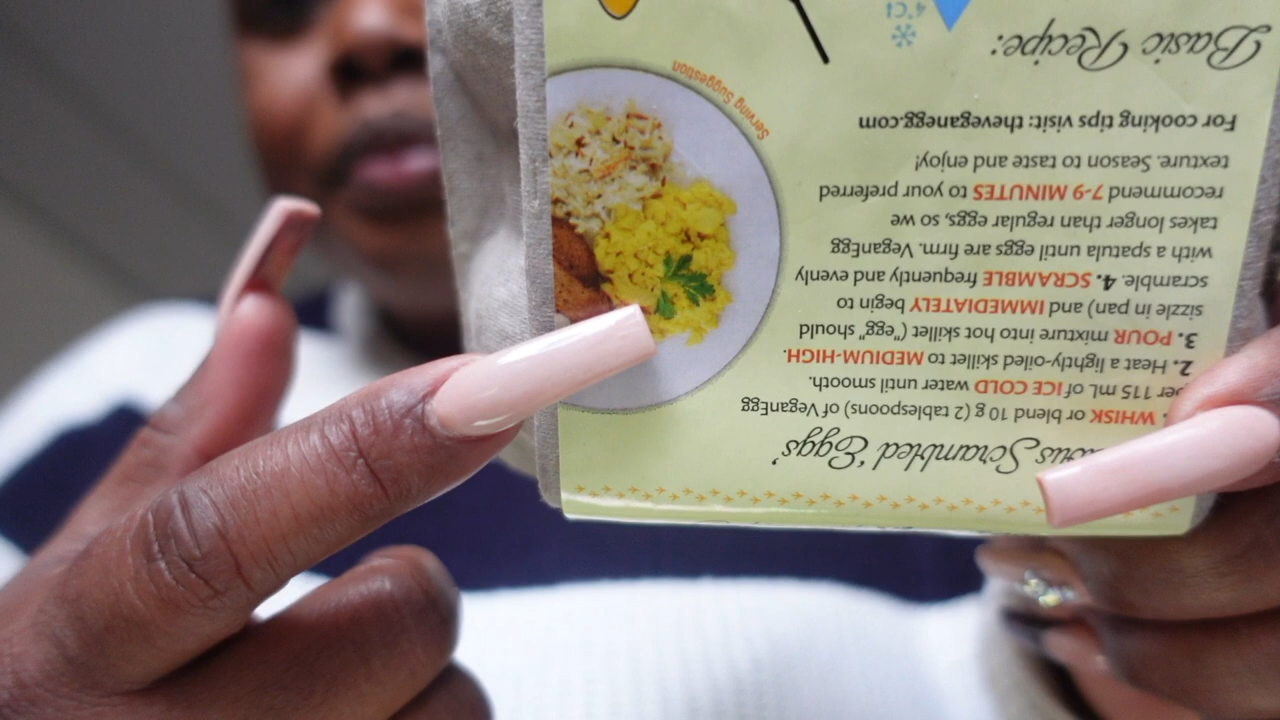 Scrambled 'Eggs'
WHISK or blend 10 g (2 tablespoons) of VeganEgg
per 115 mL of ICE COLD water until smooth.
2. Heat a lightly-oiled skillet to MEDIUM-HIGH.
3. POUR mixture into hot skillet ("egg" should
sizzle in pan) and IMMEDIATELY begin to
scramble. 4. SCRAMBLE frequently and evenly
with a spatula until eggs are firm. VeganEgg
takes longer than regular eggs, so we
recommend 7-9 MINUTES to your preferred
texture. Season to taste and enjoy!
For cooking tips visit: theveganegg.com
Serving Suggestion
Basic Recipe: